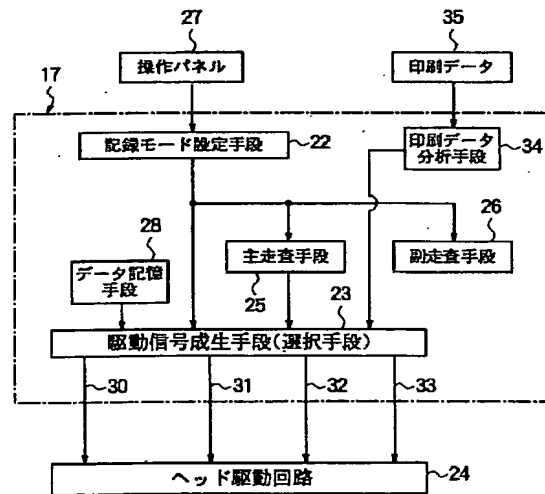 27
35
17
操作パネル
印刷データ
記録モード設定手段
22
印刷データ
分析手段
34
28
26
データ記憶
手段
主走査手段
副走査手段
25
23
駆動信号成生手段(選択手段)
30
31
32
33
ヘッド駆動回路
24